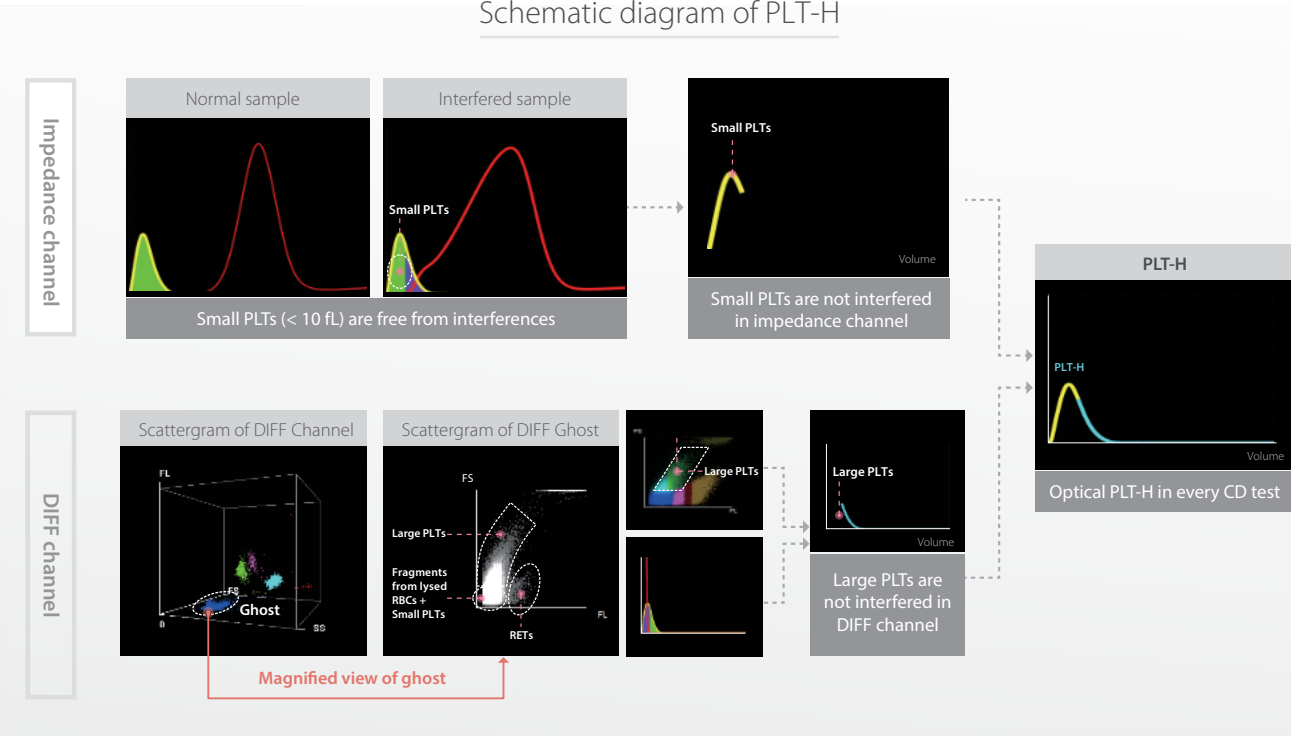 Schematic diagram of PLT-H
Impedance channel
Normal sample
Interfered sample
Small PLTs
Small PLTs (< 10 fL) are free from interferences
Small PLTs
Volume
Small PLTs are not interfered
in impedance channel
PLT-H
PLT-H
Volume
Optical PLT-H in every CD test
DIFF channel
Scattergram of DIFF Channel
FL
FS
Ghost
0
SS
Scattergram of DIFF Ghost
FS
Large PLTs
Fragments
from lysed
RBCs +
Small PLTs
FL
RETs
Magnified view of ghost
FS
Large PLTs
FL
Large PLTs
Volume
Large PLTs are
not interfered in
DIFF channel